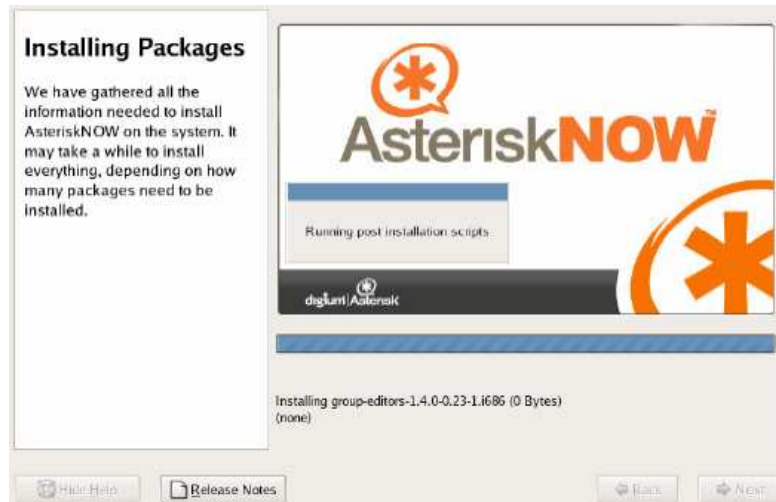 Installing Packages
We have gathered all the
information needed to install
AsteriskNOW on the system. It
may take a while to install
everything, depending on how
many packages need to be
installed.
AsteriskNOW™
Running post installation scripts
digium|Asterisk
Installing group-editors-1.4.0-0.23-1.i686 (0 Bytes)
(none)
Hide Help
Release Notes
Back
Next